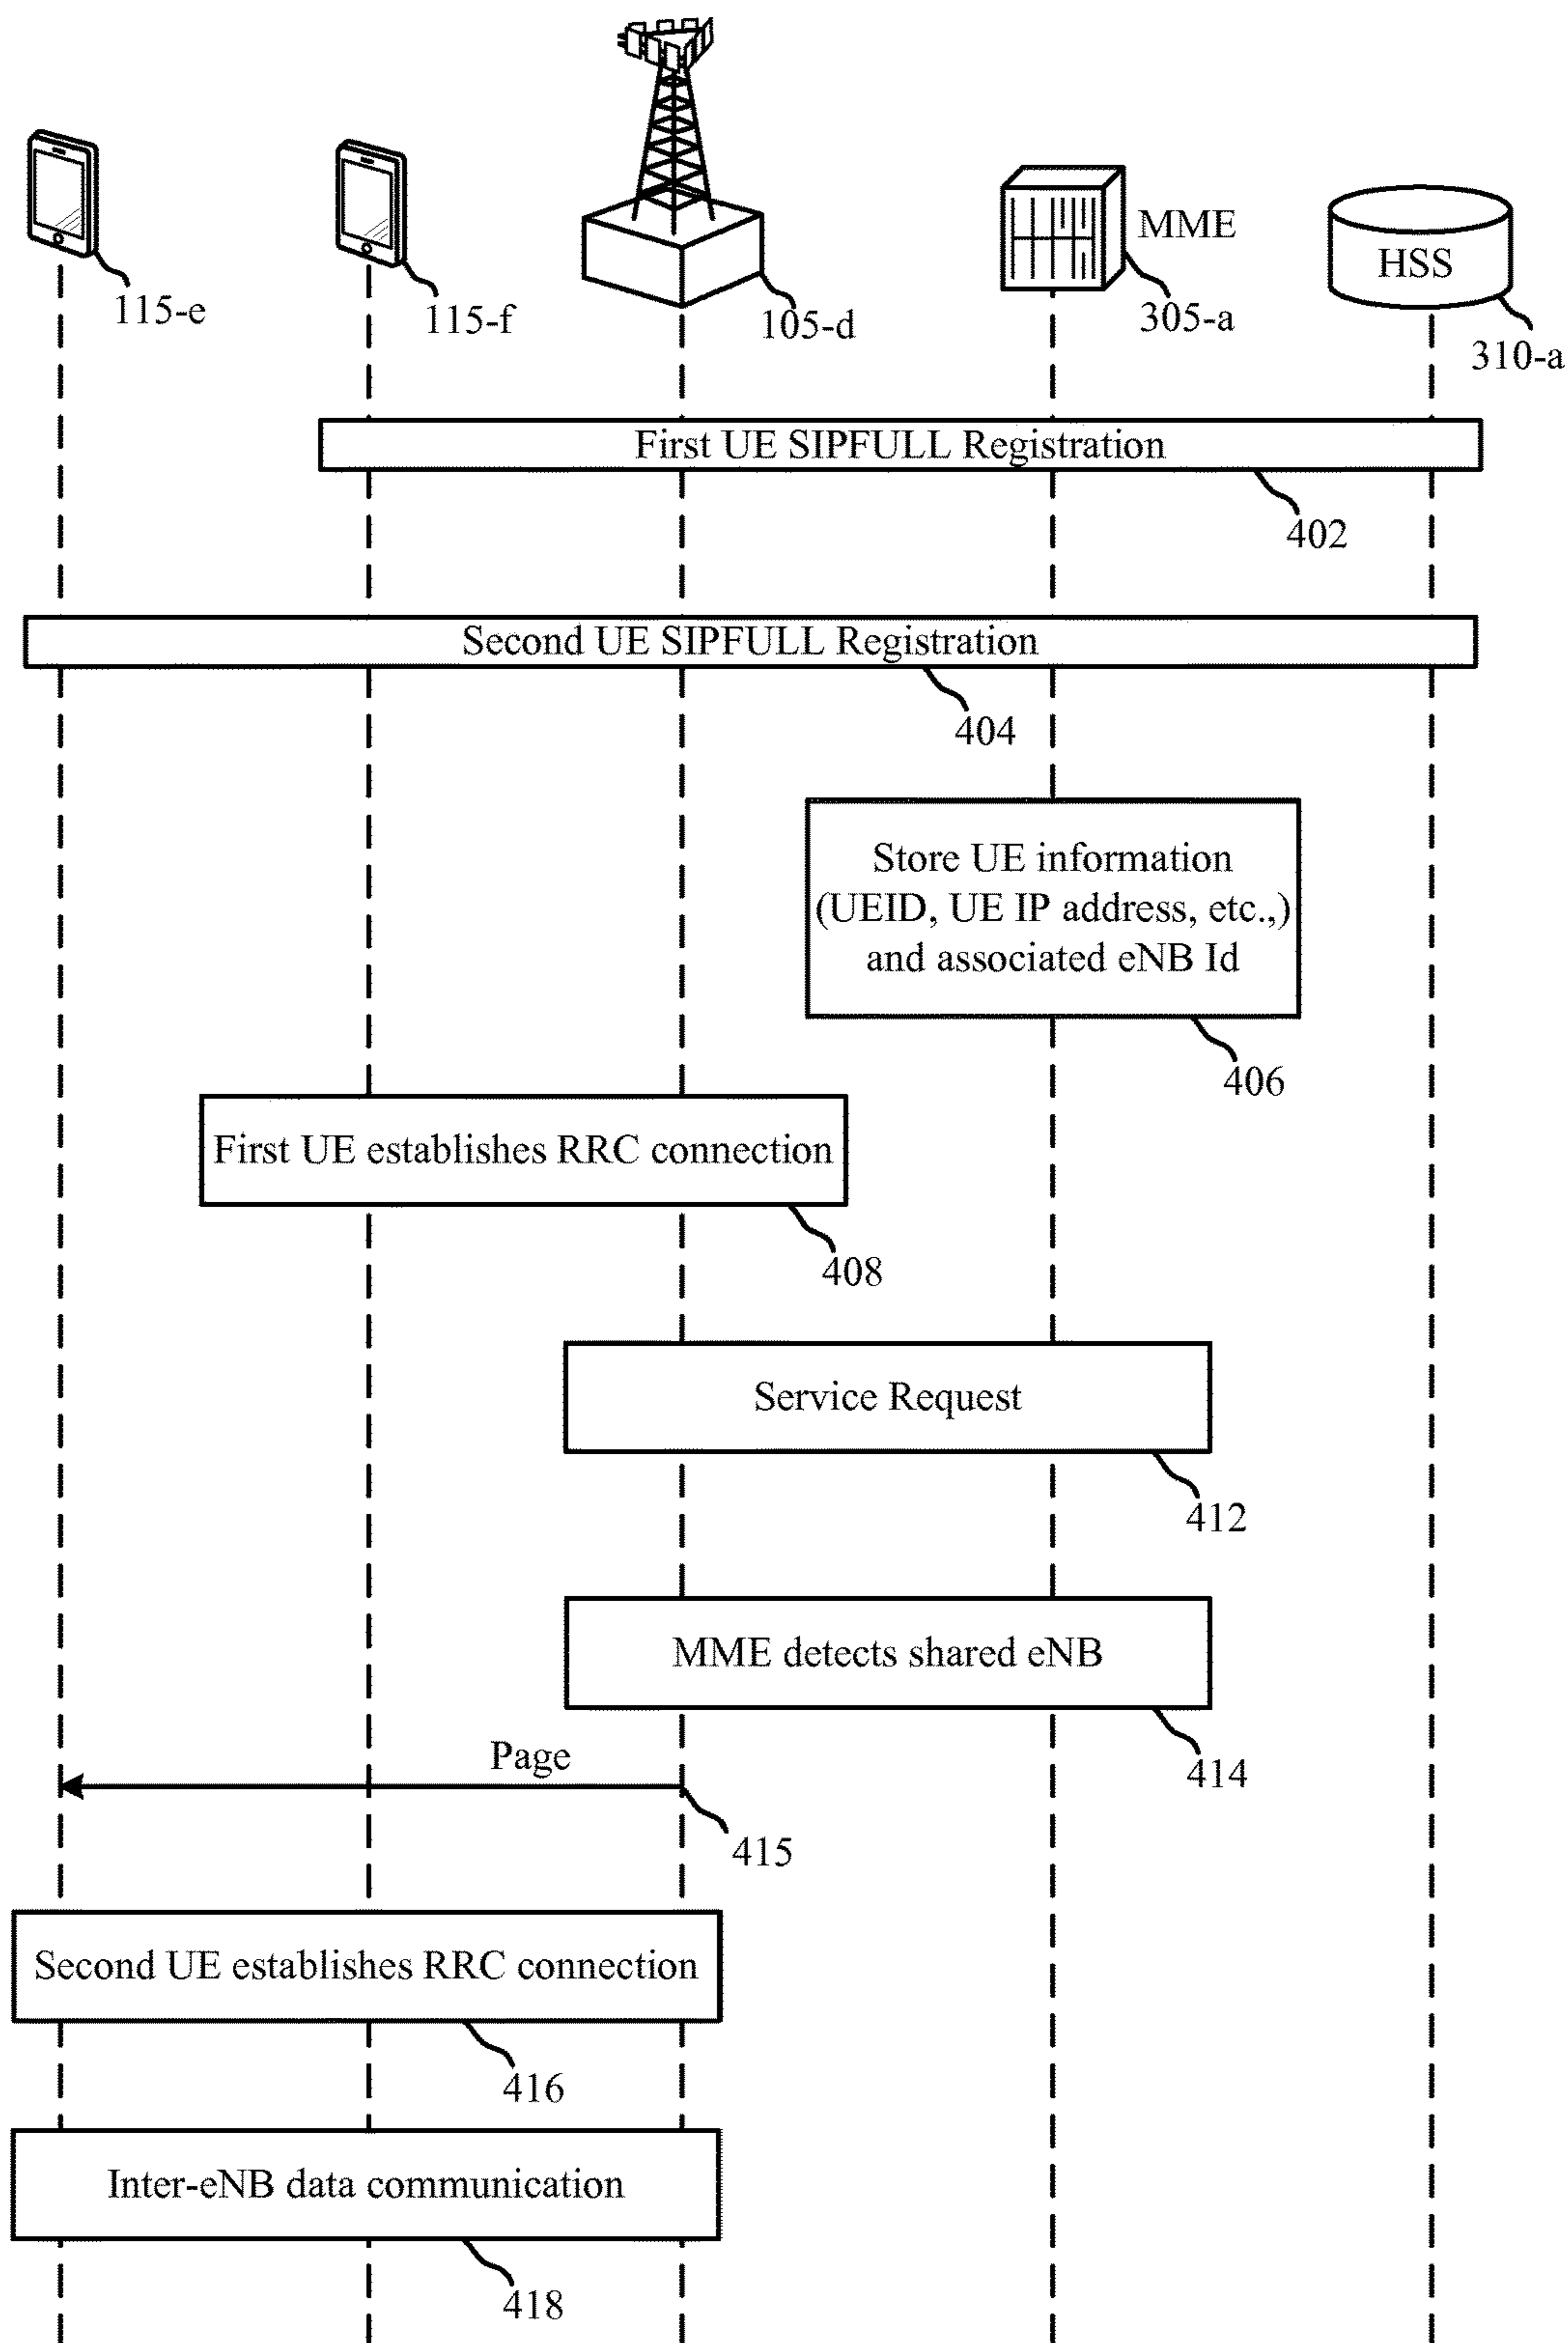 MME
HSS
115-e
115-f
105-d
305-a
310-a
First UE SIPFULL Registration
402
Second UE SIPFULL Registration
404
Store UE information
(UEID, UE IP address, etc.,)
and associated eNB Id
406
First UE establishes RRC connection
408
Service Request
412
MME detects shared eNB
414
Page
415
Second UE establishes RRC connection
416
Inter-eNB data communication
418